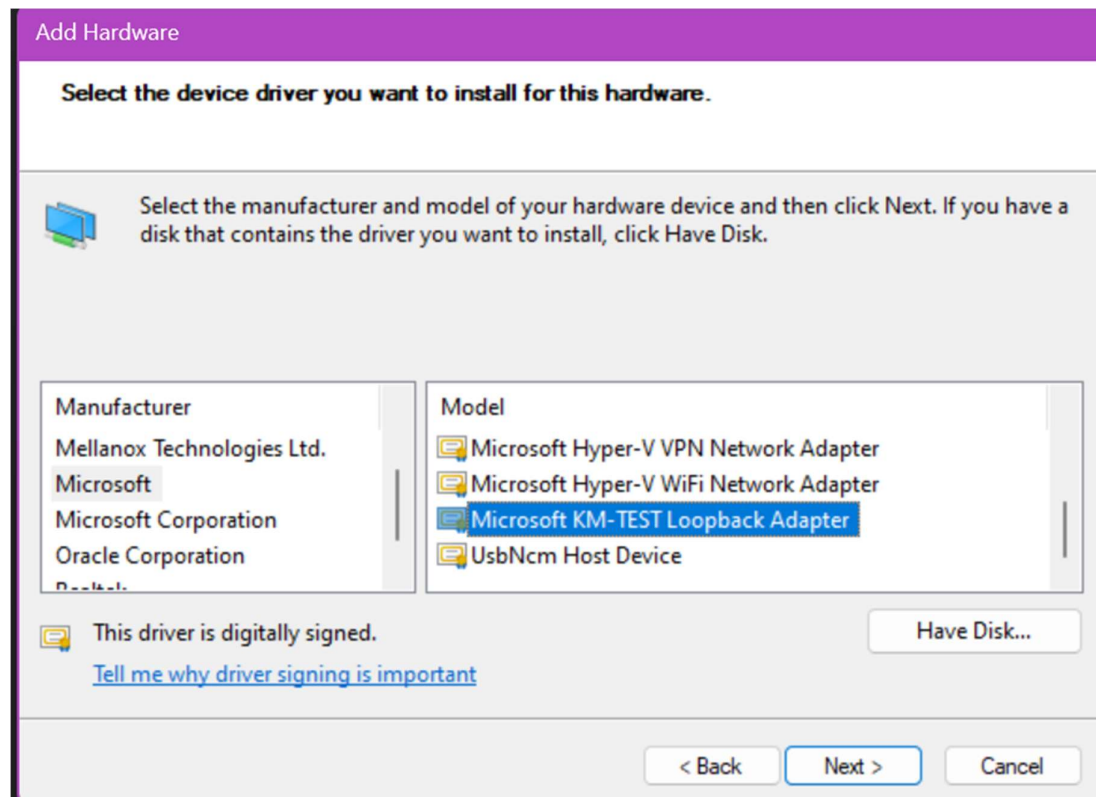 Add Hardware
Select the device driver you want to install for this hardware.
Select the manufacturer and model of your hardware device and then click Next. If you have a
disk that contains the driver you want to install, click Have Disk.
Manufacturer
Mellanox Technologies Ltd.
Microsoft
Microsoft Corporation
Oracle Corporation
Model
Microsoft Hyper-V VPN Network Adapter
Microsoft Hyper-V WiFi Network Adapter
Microsoft KM-TEST Loopback Adapter
UsbNcm Host Device
This driver is digitally signed.
Have Disk...
Tell me why driver signing is important
< Back
Next >
Cancel